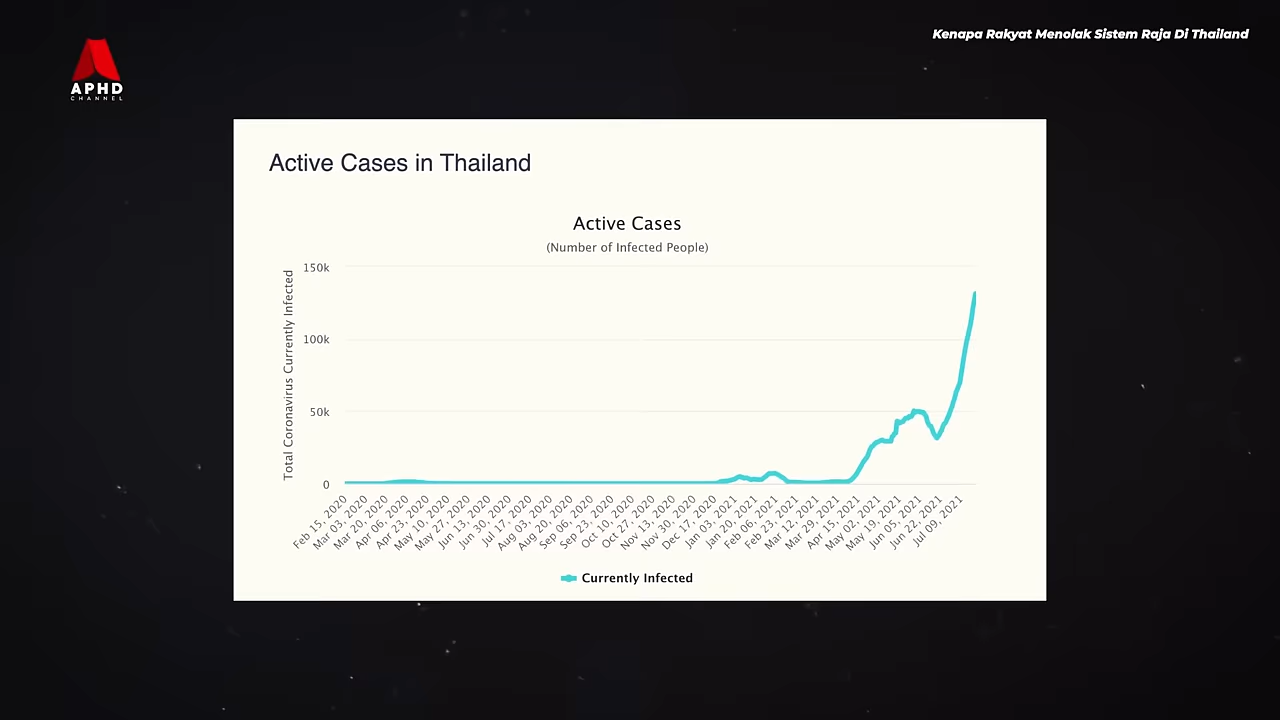 Kenapa Rakyat Menolak Sistem Raja Di Thailand
APHD
CHANNEL
Active Cases in Thailand
Active Cases
(Number of Infected People)
Total Coronavirus Currently Infected
150k
100k
50k
0
Feb 15, 2020
Mar 03, 2020
Mar 20, 2020
Apr 06, 2020
Apr 23, 2020
May 10, 2020
May 27, 2020
Jun 13, 2020
Jun 30, 2020
Jul 17, 2020
Aug 03, 2020
Aug 20, 2020
Sep 06, 2020
Sep 23, 2020
Oct 10, 2020
Oct 27, 2020
Nov 13, 2020
Nov 30, 2020
Dec 17, 2020
Jan 03, 2021
Jan 20, 2021
Feb 06, 2021
Feb 23, 2021
Mar 12, 2021
Mar 29, 2021
Apr 15, 2021
May 02, 2021
May 19, 2021
Jun 05, 2021
Jun 22, 2021
Jul 09, 2021
Currently Infected